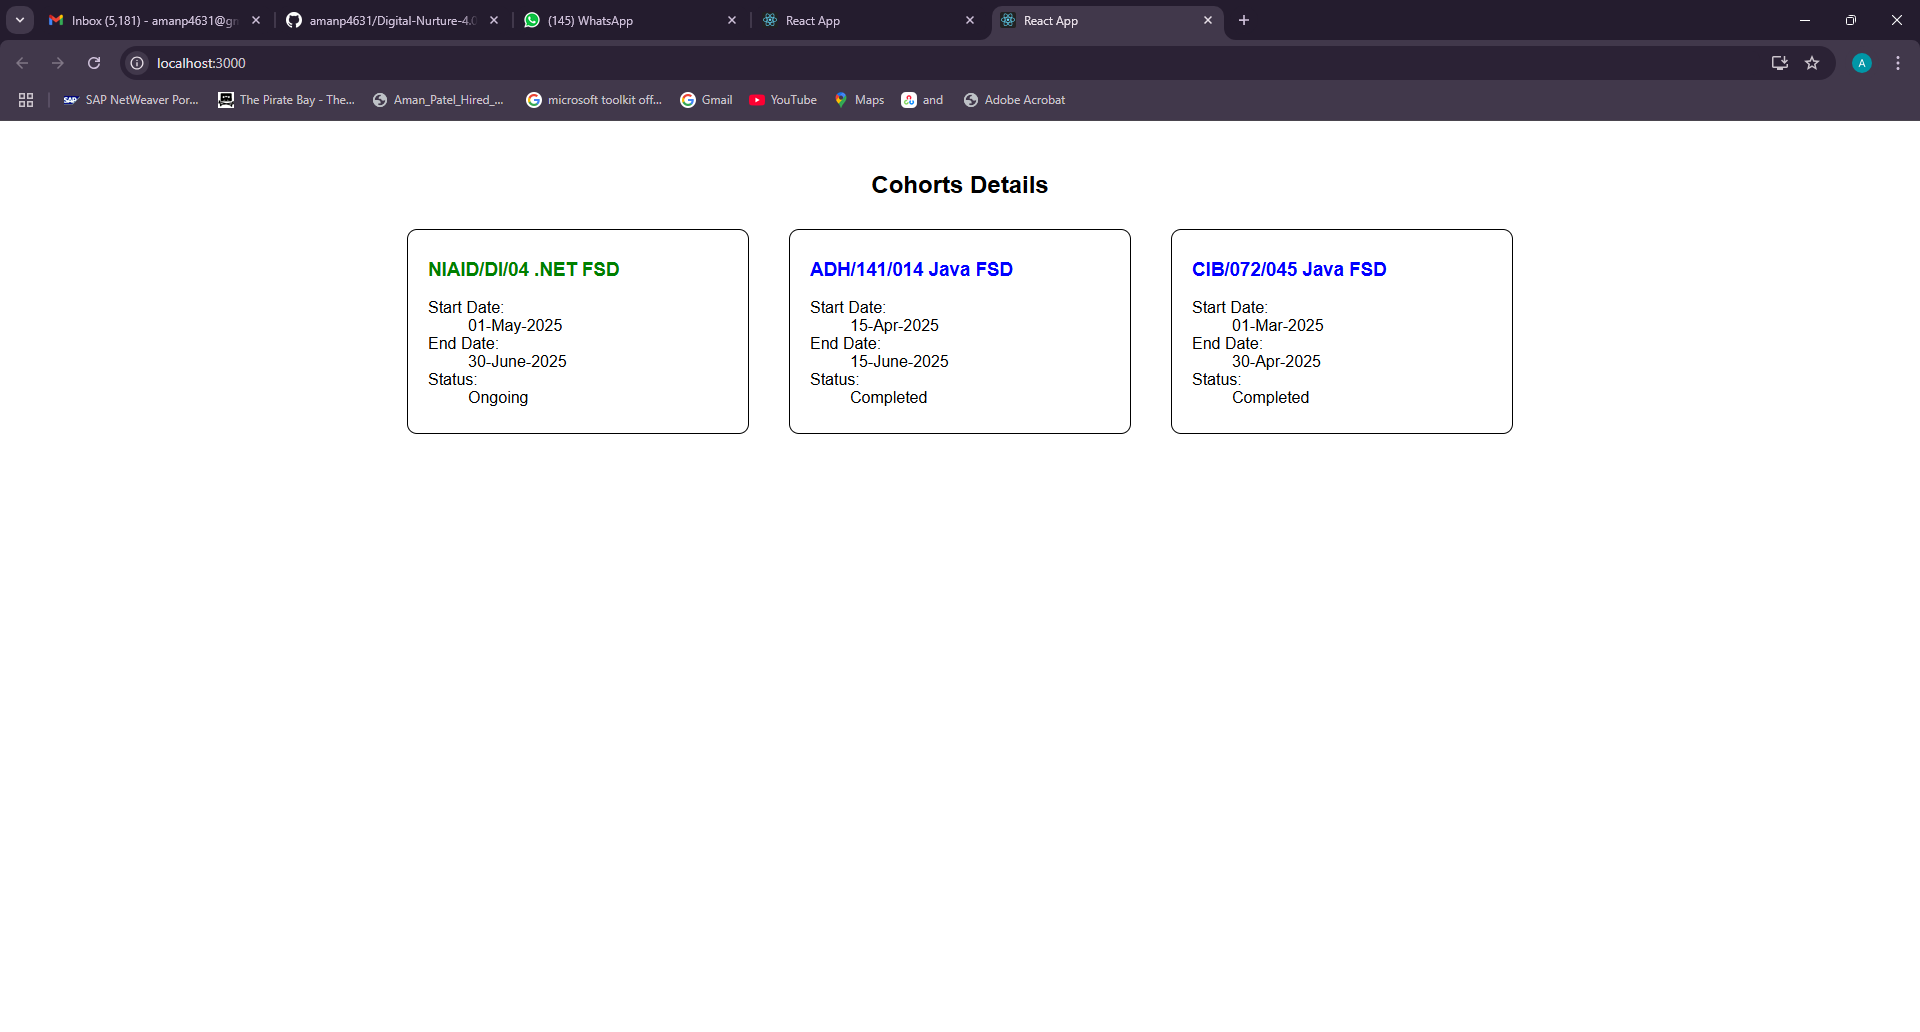 Inbox (5,181) - amanp4631@gm
amanp4631/Digital-Nurture-4.0
(145) WhatsApp
React App
React App
localhost:3000
A
SAP
SAP NetWeaver Por...
The Pirate Bay - The...
Aman_Patel_Hired_...
microsoft toolkit off...
Gmail
YouTube
Maps
and
Adobe Acrobat
Cohorts Details
NIAID/DI/04 .NET FSD
Start Date:
01-May-2025
End Date:
30-June-2025
Status:
Ongoing
ADH/141/014 Java FSD
Start Date:
15-Apr-2025
End Date:
15-June-2025
Status:
Completed
CIB/072/045 Java FSD
Start Date:
01-Mar-2025
End Date:
30-Apr-2025
Status:
Completed